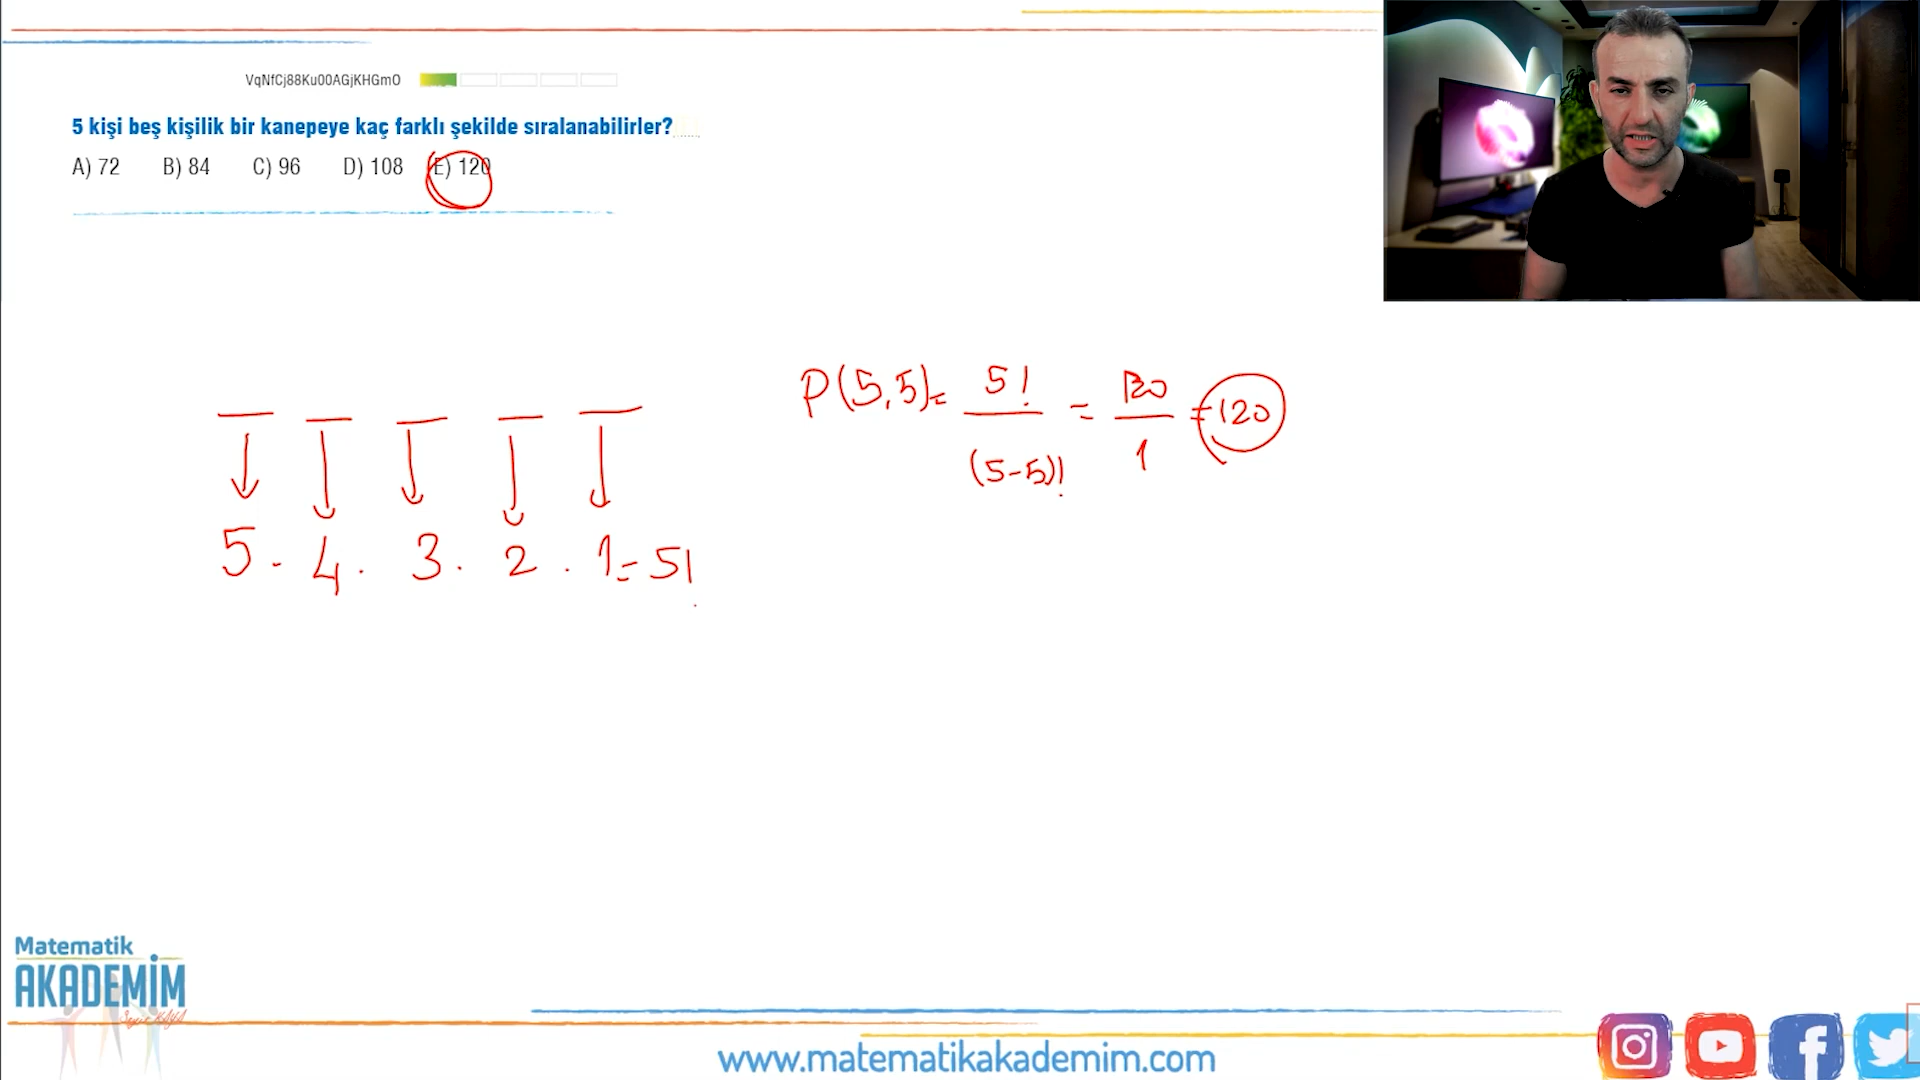 VqNfCj88Ku00AGjKHGmO
5 kişi beş kişilik bir kanepeye kaç farklı şekilde sıralanabilirler?
A) 72 B) 84 C) 96 D) 108 E) 120
P(5,5)= 5! / (5-5)! = 120 / 1 = 120
5 . 4 . 3 . 2 . 1 = 5!
Matematik
AKADEMİM
www.matematikakademim.com